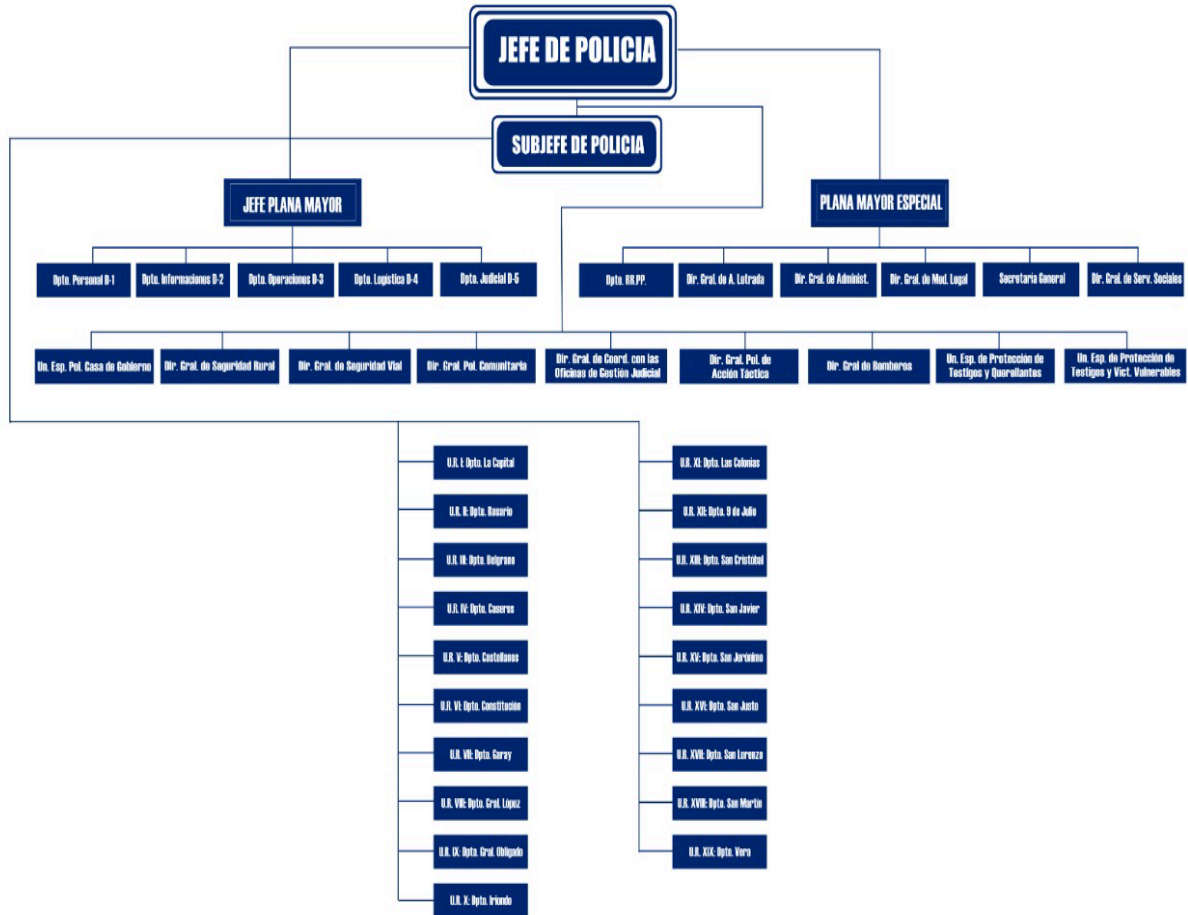 JEFE DE POLICIA
SUBJEFE DE POLICIA
JEFE PLANA MAYOR
PLANA MAYOR ESPECIAL
Dpto. Personal D-1
Dpto. Informaciones D-2
Dpto. Operaciones D-3
Dpto. Logística D-4
Dpto. Judicial D-5
Dpto. RR.PP.
Dir. Gral. de A. Letrada
Dir. Gral. de Administ.
Dir. Gral. de Med. Legal
Secretaría General
Dir. Gral. de Serv. Sociales
Un. Esp. Pol. Casa de Gobierno
Dir. Gral. de Seguridad Rural
Dir. Gral. de Seguridad Vial
Dir. Gral. Pol. Comunitaria
Dir. Gral. de Coord. con las
Oficinas de Gestión Judicial
Dir. Gral. Pol. de
Acción Táctica
Dir. Gral de Bomberos
Un. Esp. de Protección de
Testigos y Querellantes
Un. Esp. de Protección de
Testigos y Vict. Vulnerables
U.R. I: Dpto. La Capital
U.R. II: Dpto. Rosario
U.R. III: Dpto. Belgrano
U.R. IV: Dpto. Caseros
U.R. V: Dpto. Castellanos
U.R. VI: Dpto. Constitución
U.R. VII: Dpto. Garay
U.R. VIII: Dpto. Gral. López
U.R. IX: Dpto. Gral. Obligado
U.R. X: Dpto. Iriondo
U.R. XI: Dpto. Las Colonias
U.R. XII: Dpto. 9 de Julio
U.R. XIII: Dpto. San Cristóbal
U.R. XIV: Dpto. San Javier
U.R. XV: Dpto. San Jerónimo
U.R. XVI: Dpto. San Justo
U.R. XVII: Dpto. San Lorenzo
U.R. XVIII: Dpto. San Martín
U.R. XIX: Dpto. Vera